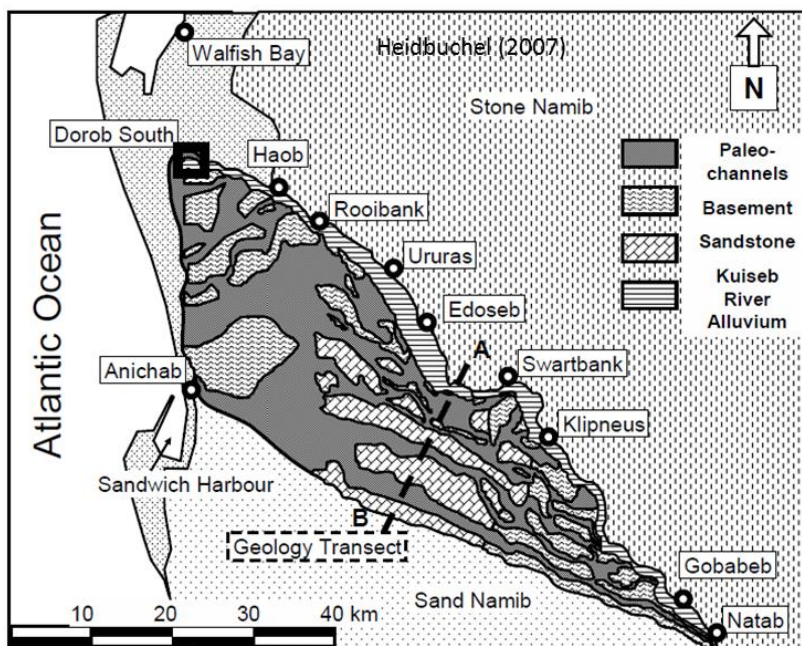 Walfish Bay
Heidbuchel (2007)
N
Stone Namib
Dorob South
Haob
Rooibank
Ururas
Edoseb
A
Swartbank
Klipneus
Paleo-
channels
Basement
Sandstone
Kuiseb
River
Alluvium
Atlantic Ocean
Anichab
Sandwich Harbour
B
Geology Transect
Gobabeb
Natab
Sand Namib
10 20 30 40 km